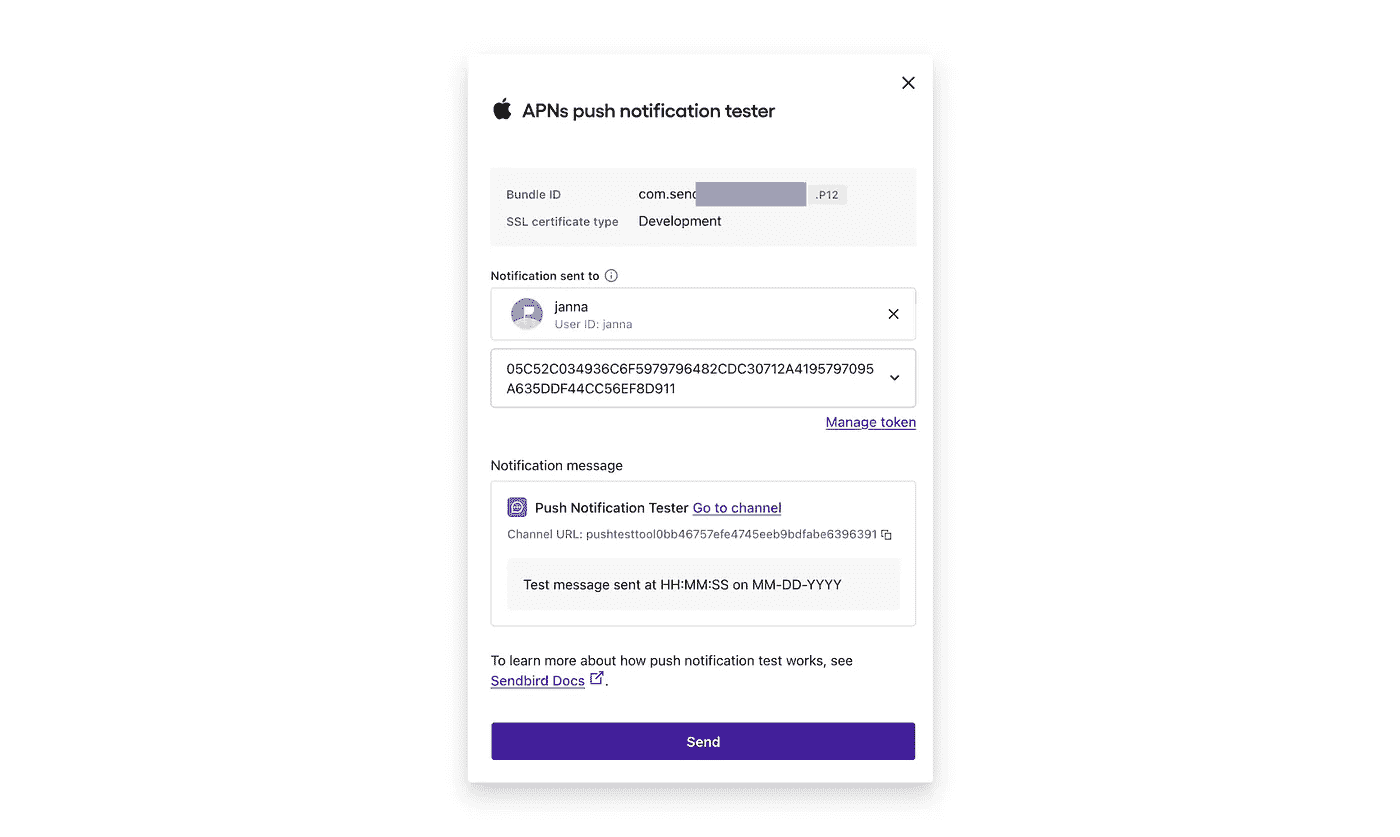 APNs push notification tester
Bundle ID com.send .P12
SSL certificate type Development
Notification sent to
janna
User ID: janna
05C52C034936C6F5979796482CDC30712A4195797095
A635DDF44CC56EF8D911
Manage token
Notification message
Push Notification Tester Go to channel
Channel URL: pushtesttool0bb46757efe4745eeb9bdfabe6396391
Test message sent at HH:MM:SS on MM-DD-YYYY
To learn more about how push notification test works, see
Sendbird Docs .
Send